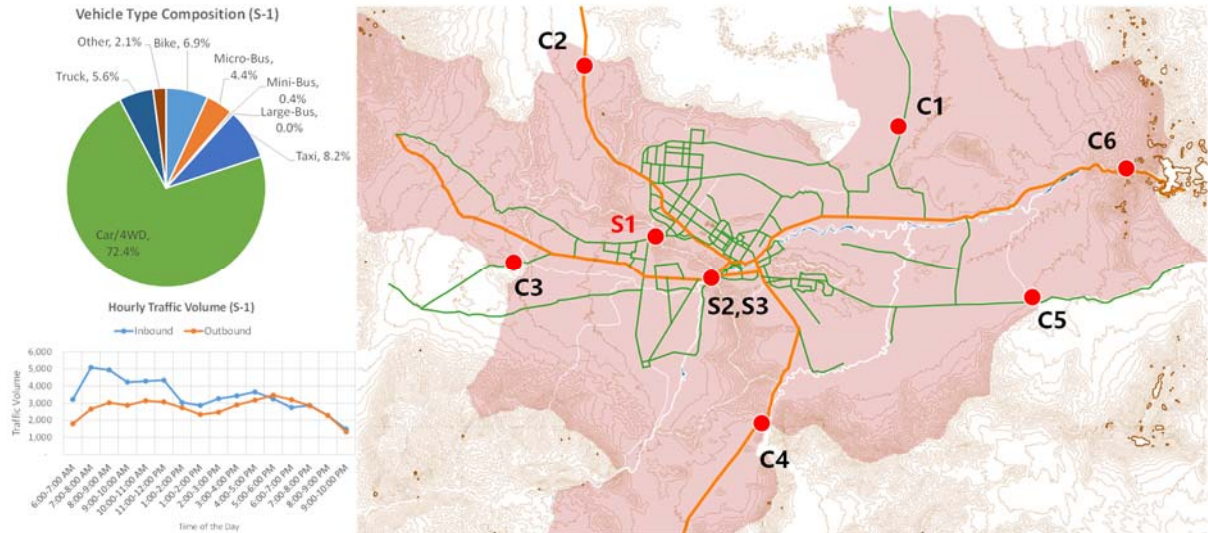 Vehicle Type Composition (S-1)
Other, 2.1%
Bike, 6.9%
Micro-Bus,
4.4%
Truck, 5.6%
Mini-Bus,
0.4%
Large-Bus,
0.0%
Taxi, 8.2%
Car/4WD,
72.4%
Hourly Traffic Volume (S-1)
Inbound
Outbound
Traffic Volume
6,000
5,000
4,000
3,000
2,000
1,000
-
6:00-7:00 AM
7:00-8:00 AM
8:00-9:00 AM
9:00-10:00 AM
10:00-11:00 AM
11:00-12:00 PM
1:00-2:00 PM
1:00-2:00 PM
2:00-3:00 PM
3:00-4:00 PM
4:00-5:00 PM
5:00-6:00 PM
6:00-7:00 PM
7:00-8:00 PM
8:00-9:00 PM
9:00-10:00 PM
Time of the Day
C2
C1
C6
S1
C3
S2,S3
C5
C4